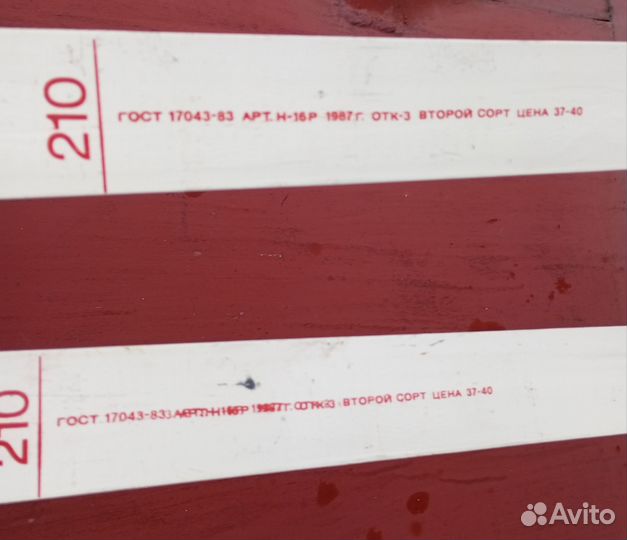 210
ГОСТ 17043-83 АРТ. Н-16Р 1987 г. ОТК-3 ВТОРОЙ СОРТ ЦЕНА 37-40
210
ГОСТ 17043-83 ВТОРОЙ СОРТ ЦЕНА 37-40
Avito